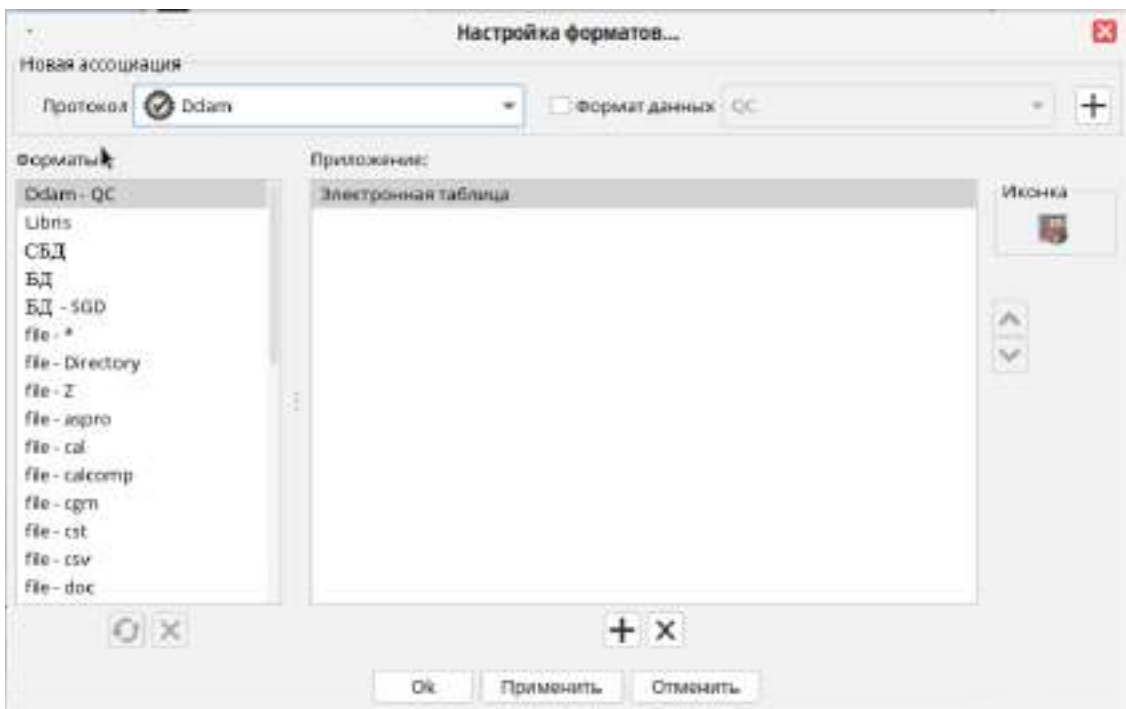 Настройка форматов...
Новая ассоциация
Протокол Ddam Формат данных QC
Форматы Приложение:
Ddam - QC Электронная таблица Иконка
Libris
СБД
БД
БД - SGD
file - *
file - Directory
file - Z
file - aspro
file - cal
file - calcomp
file - cgm
file - cst
file - csv
file - doc
Ok Применить Отменить